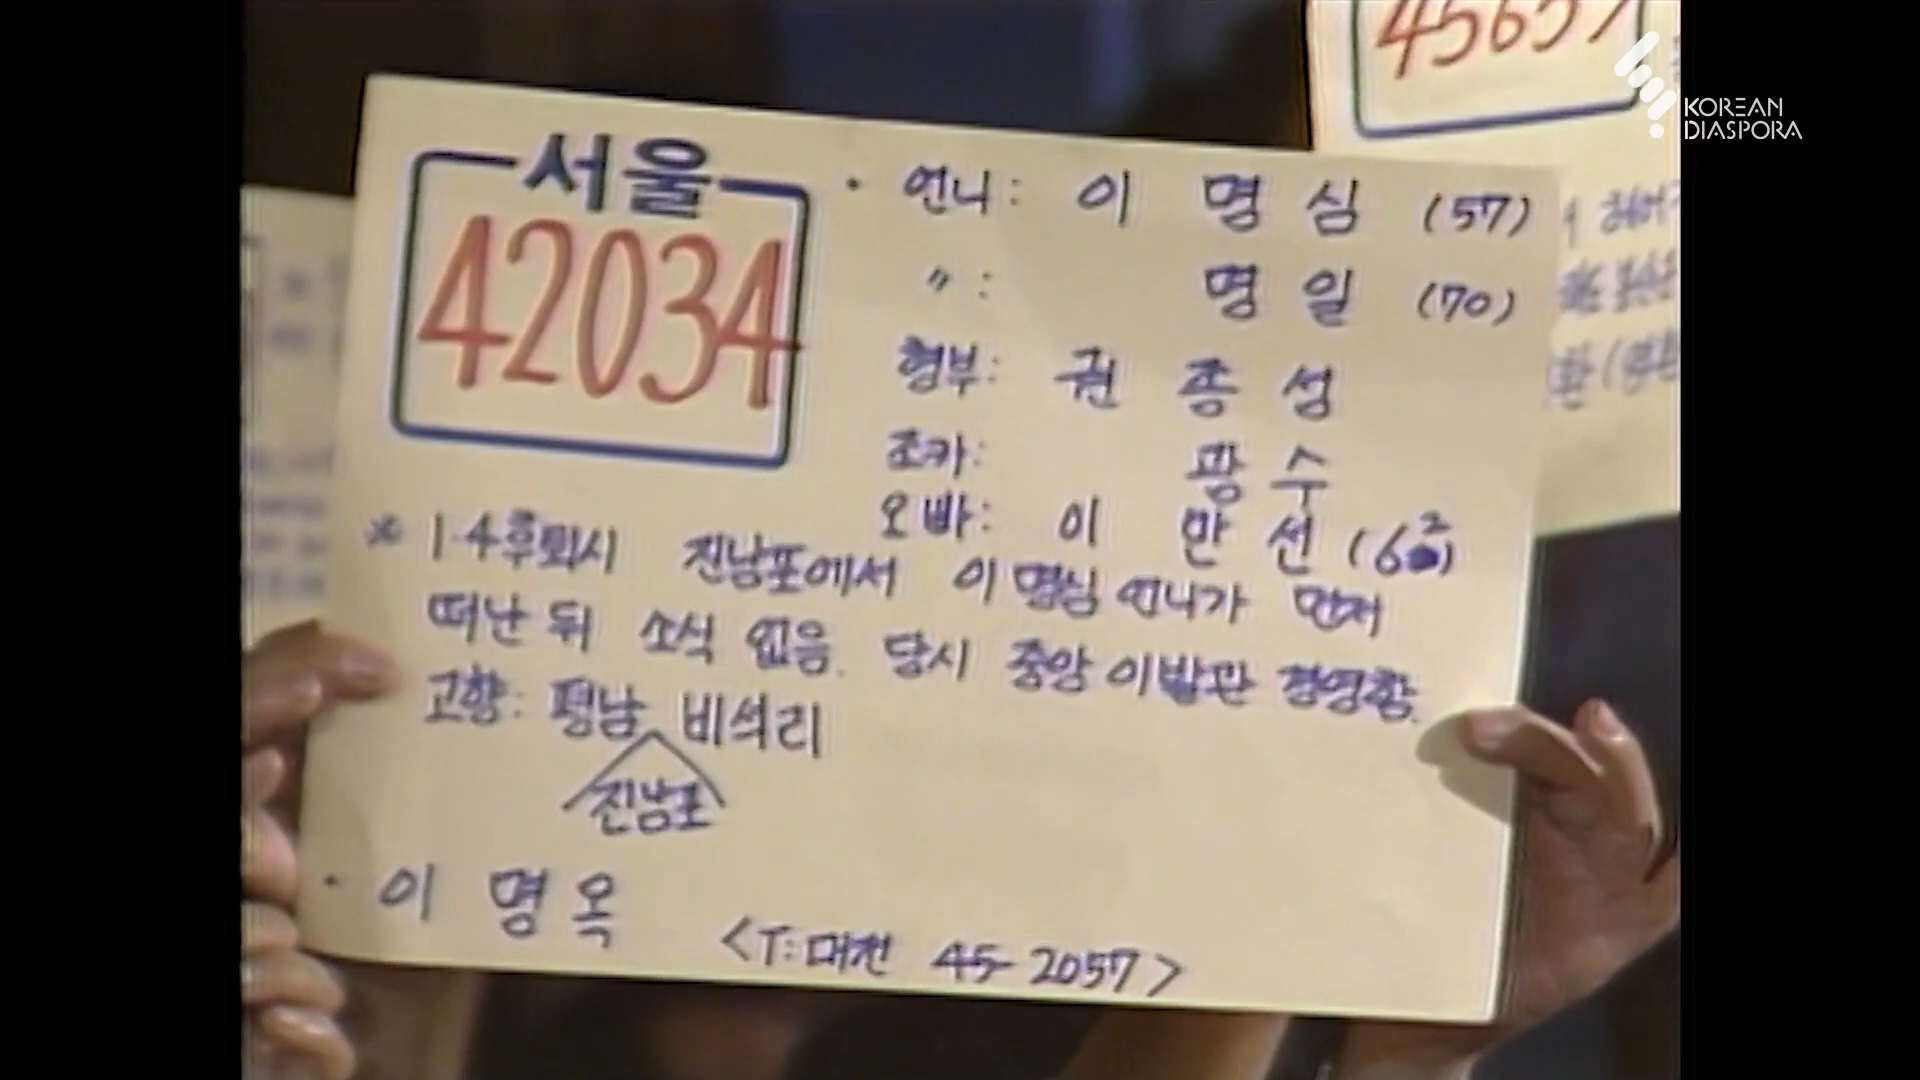 서울
42034
· 언니: 이 명 심 (57)
〃: 명 일 (70)
형부: 권 종 성
조카: 광 수
오빠: 이 만 선 (62)
※ 1·4후퇴시 진남포에서 이명심 언니가 먼저
떠난 뒤 소식 없음. 당시 중앙이발관 경영함.
고향: 평남 비석리
진남포
· 이 명 옥
<T: 대전 45-2057>
KOREAN
DIASPORA